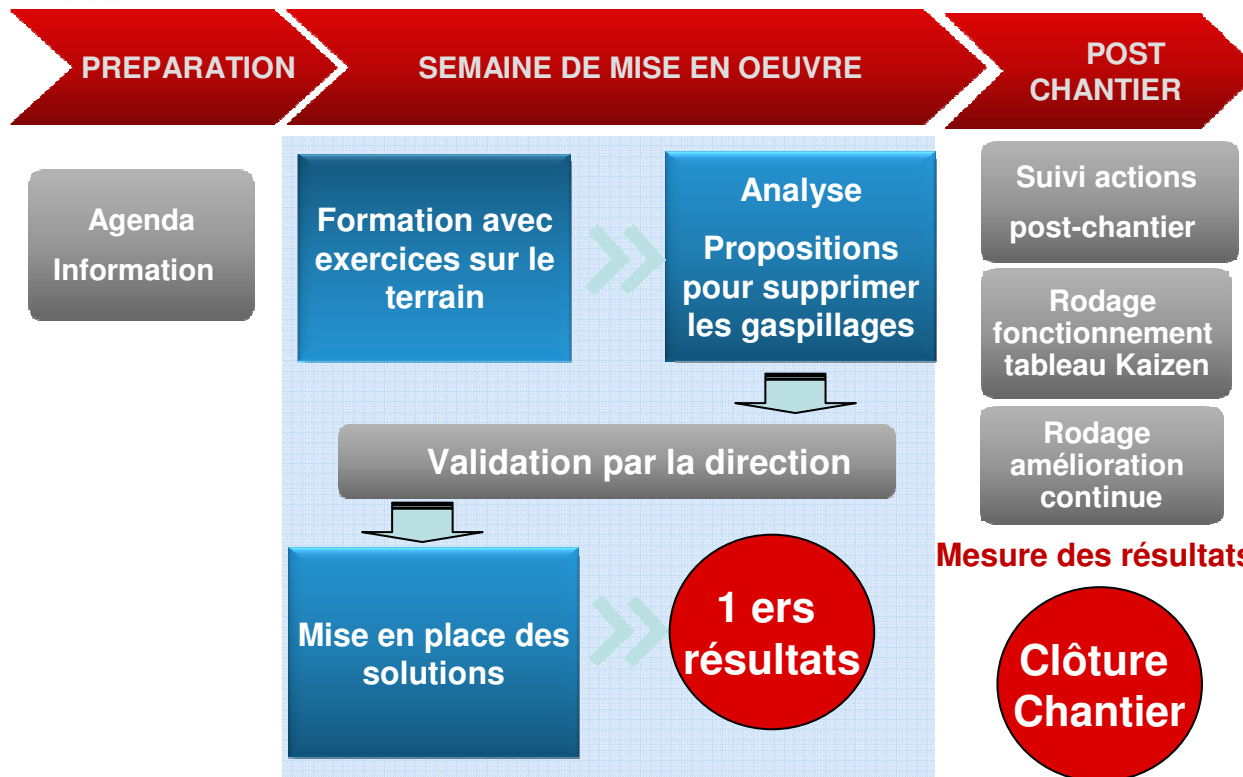 PREPARATION
SEMAINE DE MISE EN OEUVRE
POST
CHANTIER
Agenda
Information
Formation avec
exercices sur le
terrain
Analyse
Propositions
pour supprimer
les gaspillages
Validation par la direction
Mise en place des
solutions
1 ers
résultats
Suivi actions
post-chantier
Rodage
fonctionnement
tableau Kaizen
Rodage
amélioration
continue
Mesure des résultats
Clôture
Chantier